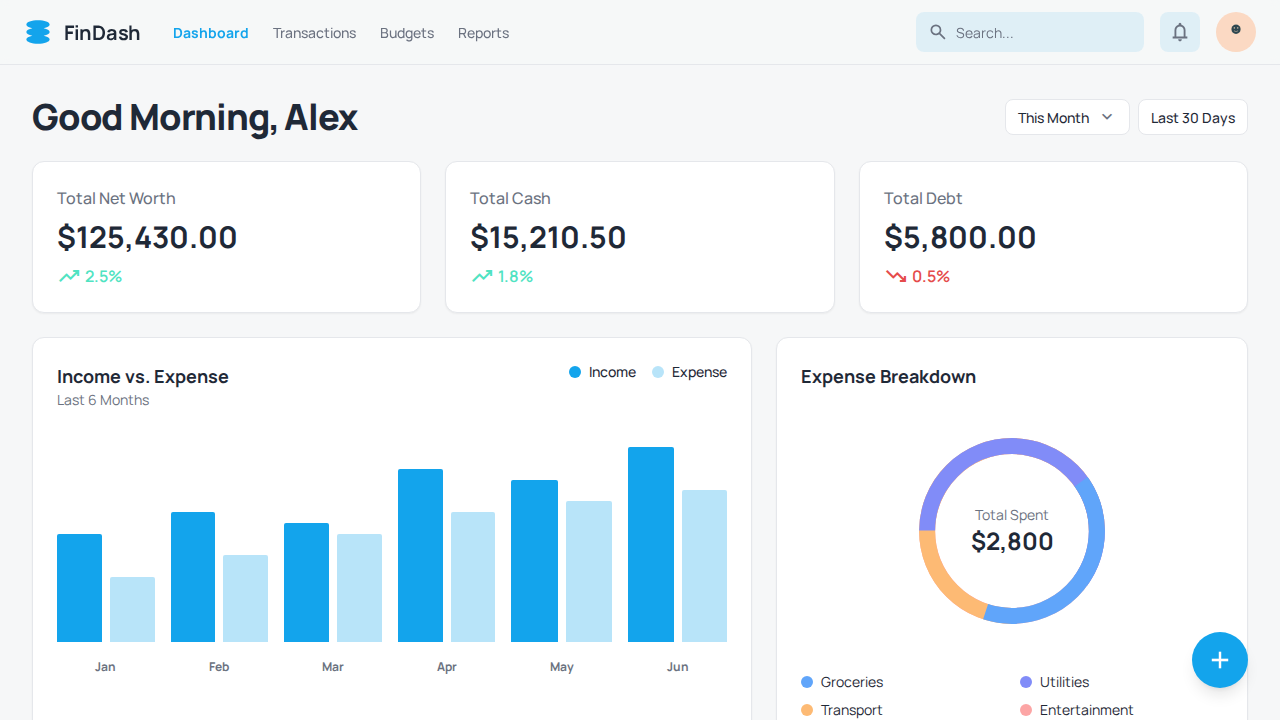 FinDash
Dashboard
Transactions
Budgets
Reports
Search...
Good Morning, Alex
This Month
Last 30 Days
Total Net Worth
$125,430.00
2.5%
Total Cash
$15,210.50
1.8%
Total Debt
$5,800.00
0.5%
Income vs. Expense
Last 6 Months
Income
Expense
Jan
Feb
Mar
Apr
May
Jun
Expense Breakdown
Total Spent
$2,800
Groceries
Utilities
Transport
Entertainment